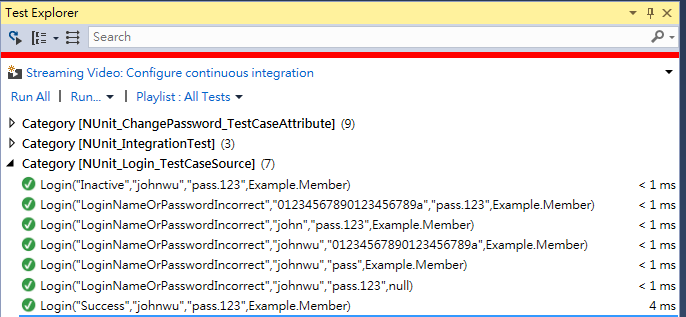 Test Explorer
Search
Streaming Video: Configure continuous integration
Run All | Run... | Playlist : All Tests
Category [NUnit_ChangePassword_TestCaseAttribute] (9)
Category [NUnit_IntegrationTest] (3)
Category [NUnit_Login_TestCaseSource] (7)
Login("Inactive","johnwu","pass.123",Example.Member) < 1 ms
Login("LoginNameOrPasswordIncorrect","01234567890123456789a","pass.123",Example.Member) < 1 ms
Login("LoginNameOrPasswordIncorrect","john","pass.123",Example.Member) < 1 ms
Login("LoginNameOrPasswordIncorrect","johnwu","01234567890123456789a",Example.Member) < 1 ms
Login("LoginNameOrPasswordIncorrect","johnwu","pass",Example.Member) < 1 ms
Login("LoginNameOrPasswordIncorrect","johnwu","pass.123",null) < 1 ms
Login("Success","johnwu","pass.123",Example.Member) 4 ms